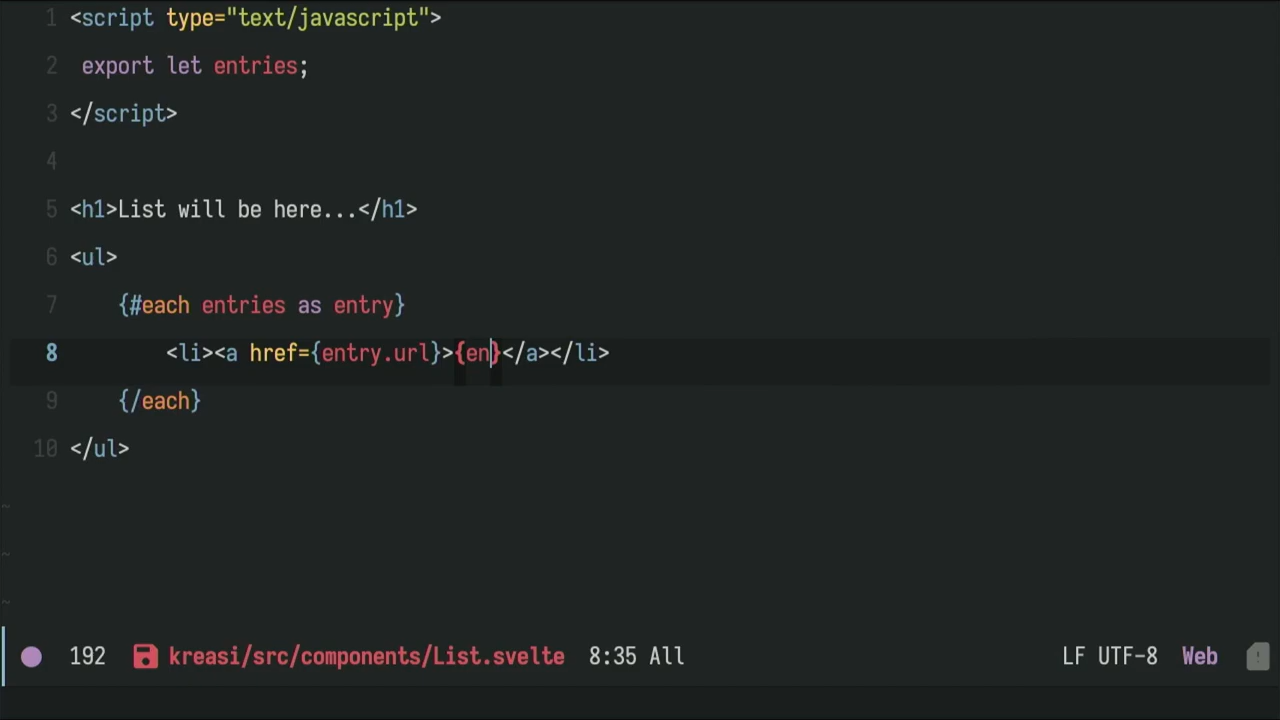 1 <script type="text/javascript">
2  export let entries;
3 </script>
4
5 <h1>List will be here...</h1>
6 <ul>
7     {#each entries as entry}
8         <li><a href={entry.url}>{en}</a></li>
9     {/each}
10 </ul>
~
~
~
192 kreasi/src/components/List.svelte 8:35 All LF UTF-8 Web